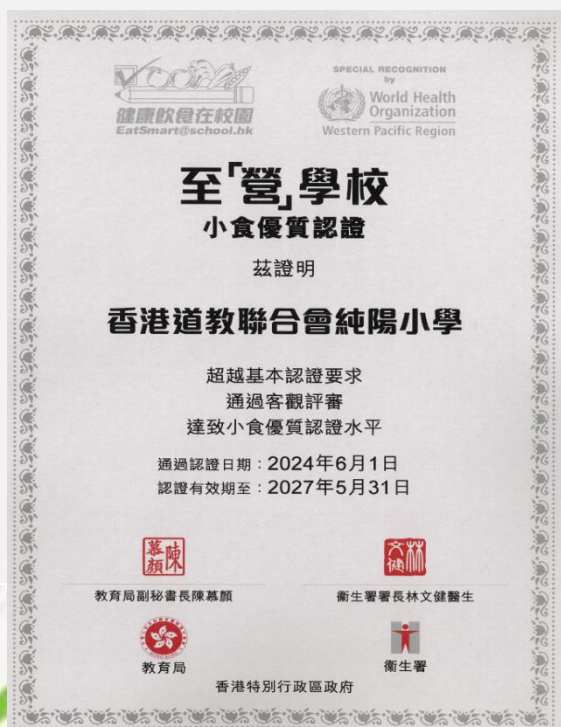 健康飲食在校園
EatSmart@school.hk
SPECIAL RECOGNITION
by
World Health
Organization
Western Pacific Region
至「營」學校
小食優質認證
茲證明
香港道教聯合會純陽小學
超越基本認證要求
通過客觀評審
達致小食優質認證水平
通過認證日期：2024年6月1日
認證有效期至：2027年5月31日
陳慕顏
林文健
教育局副秘書長陳慕顏
衞生署署長林文健醫生
教育局
衞生署
香港特別行政區政府